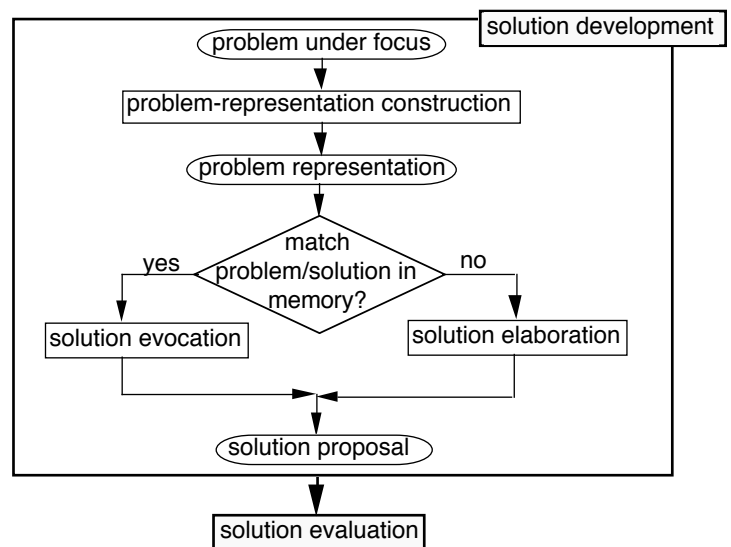 solution development
problem under focus
problem-representation construction
problem representation
match
problem/solution in
memory?
yes
no
solution evocation
solution elaboration
solution proposal
solution evaluation